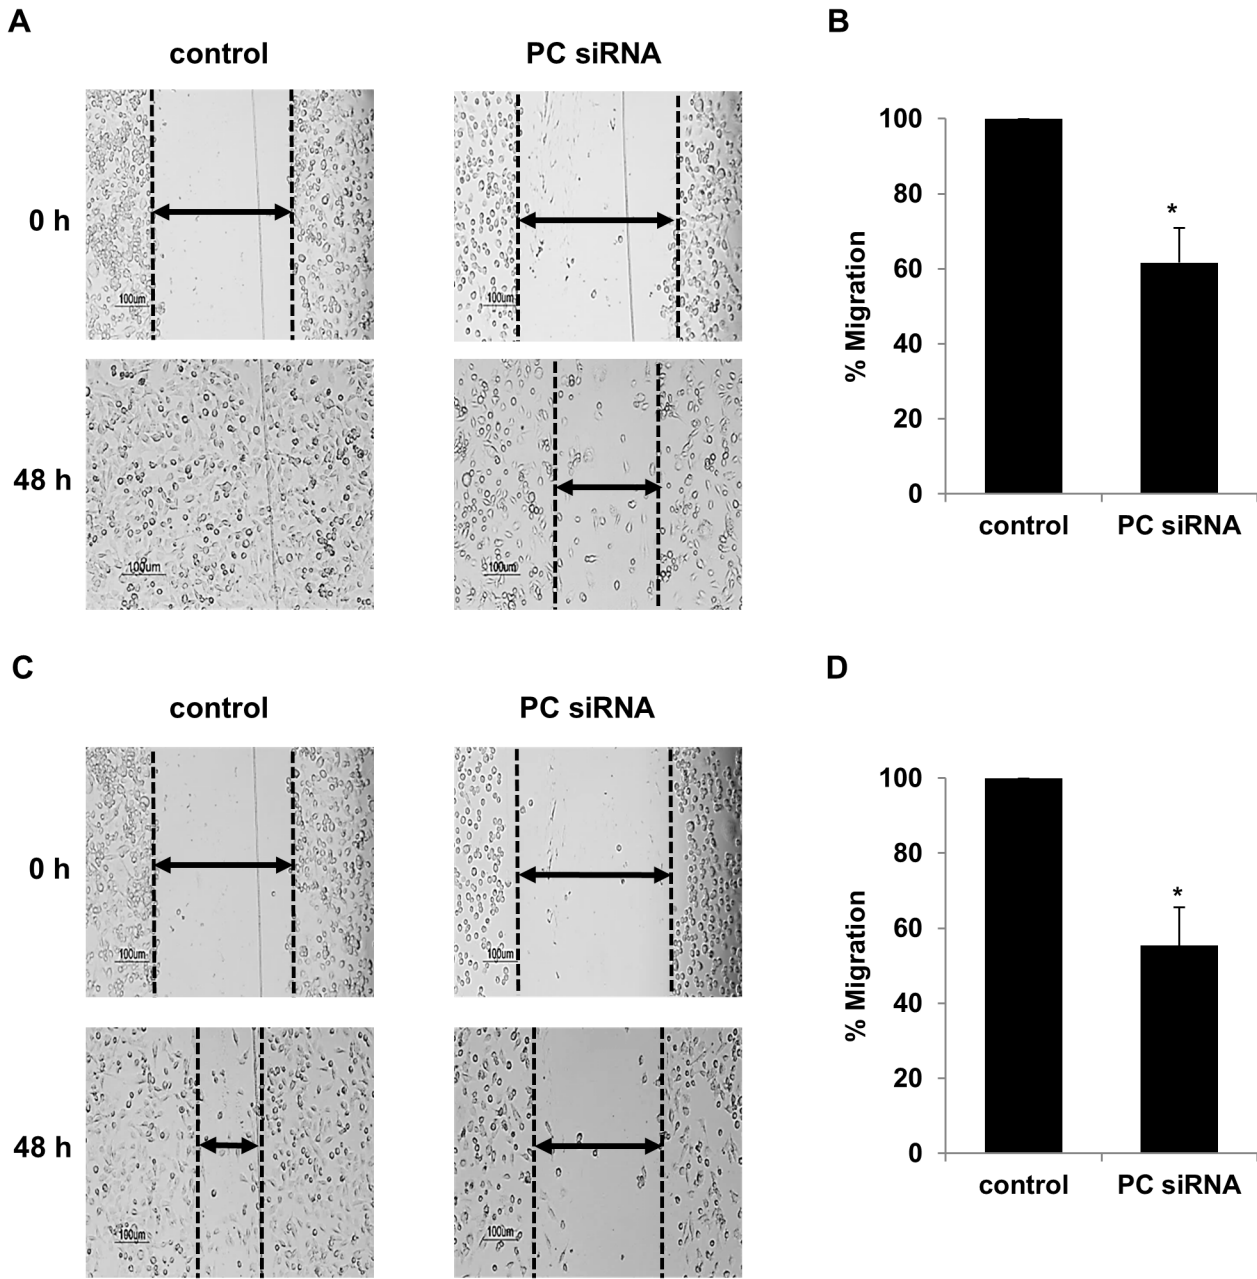 A
control
PC siRNA
0 h
100um
100um
48 h
100um
100um
B
% Migration
100
80
60
40
20
0
*
control
PC siRNA
C
control
PC siRNA
0 h
100um
100um
48 h
100um
100um
D
% Migration
100
80
60
40
20
0
*
control
PC siRNA